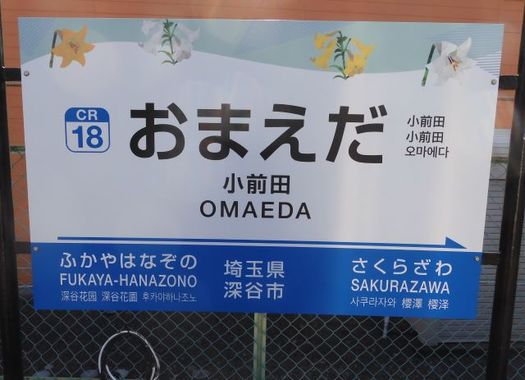 CR
18
おまえだ
小前田
小前田
오마에다
小前田
OMAEDA
ふかやはなぞの
FUKAYA-HANAZONO
深谷花园 深谷花園 후카야하나조노
埼玉県
深谷市
さくらざわ
SAKURAZAWA
사쿠라자와 櫻澤 樱泽